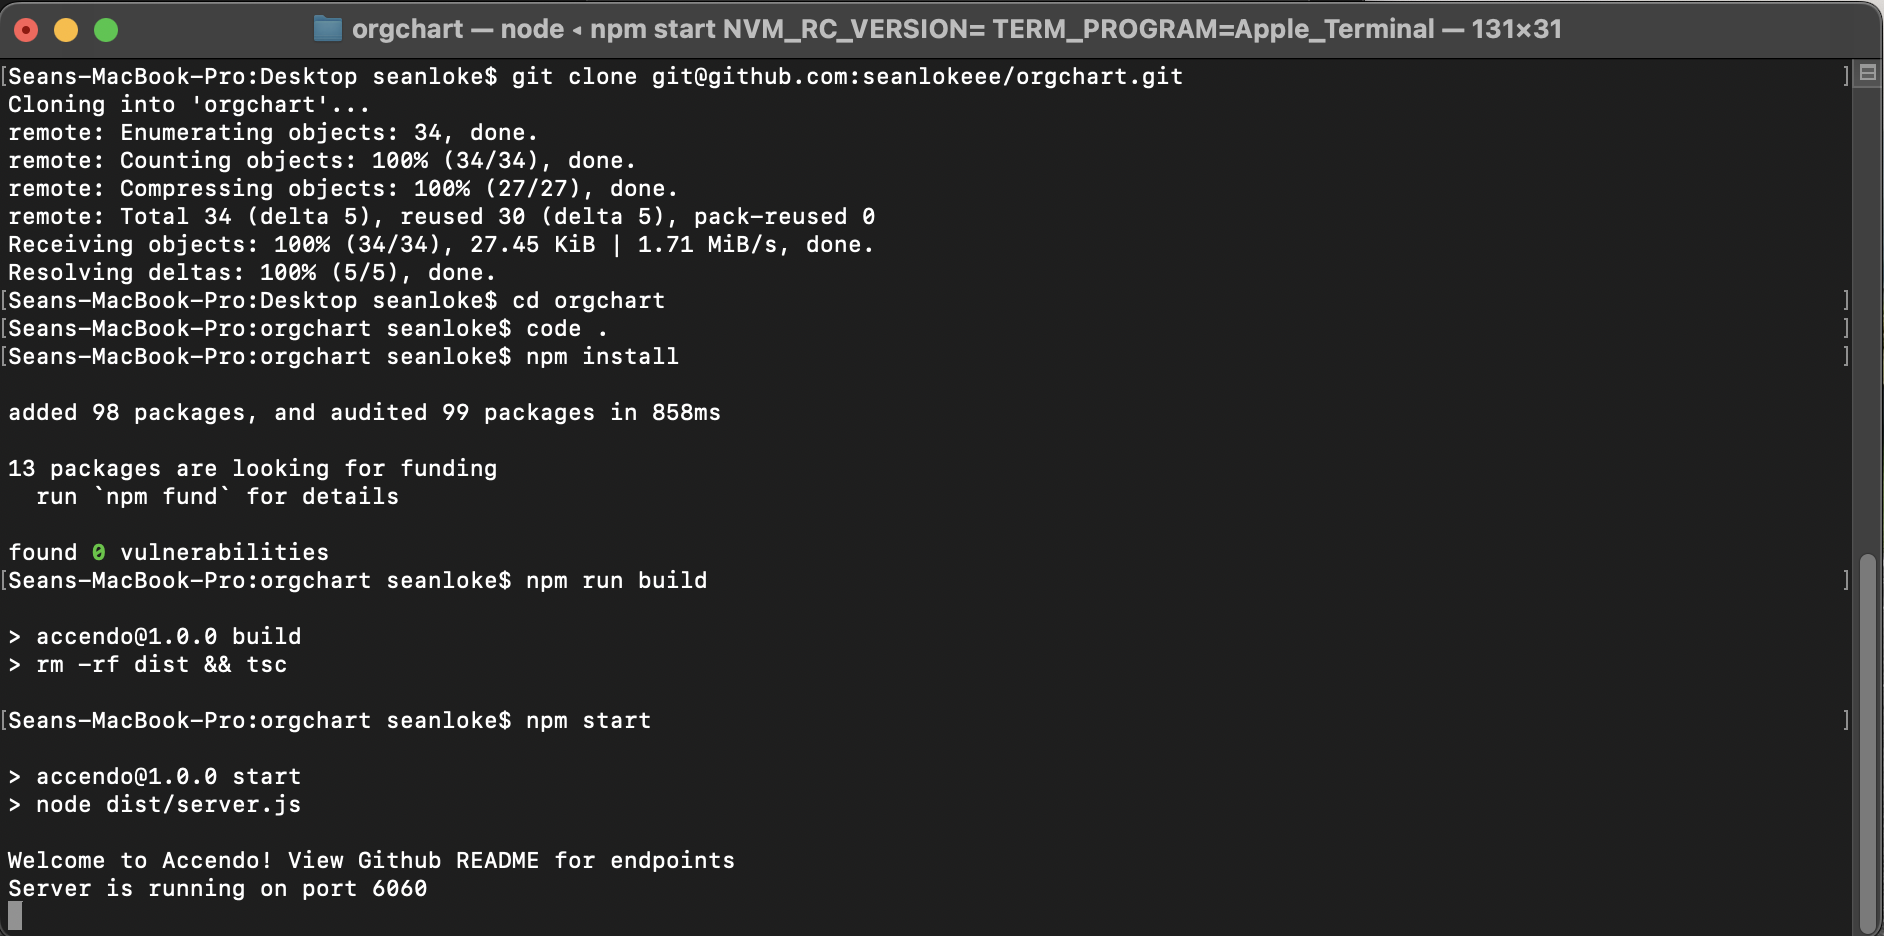 orgchart — node ◂ npm start NVM_RC_VERSION= TERM_PROGRAM=Apple_Terminal — 131×31
[Seans-MacBook-Pro:Desktop seanloke$ git clone git@github.com:seanlokeee/orgchart.git ]
Cloning into 'orgchart'...
remote: Enumerating objects: 34, done.
remote: Counting objects: 100% (34/34), done.
remote: Compressing objects: 100% (27/27), done.
remote: Total 34 (delta 5), reused 30 (delta 5), pack-reused 0
Receiving objects: 100% (34/34), 27.45 KiB | 1.71 MiB/s, done.
Resolving deltas: 100% (5/5), done.
[Seans-MacBook-Pro:Desktop seanloke$ cd orgchart ]
[Seans-MacBook-Pro:orgchart seanloke$ code . ]
[Seans-MacBook-Pro:orgchart seanloke$ npm install ]
added 98 packages, and audited 99 packages in 858ms
13 packages are looking for funding
  run `npm fund` for details
found 0 vulnerabilities
[Seans-MacBook-Pro:orgchart seanloke$ npm run build ]
> accendo@1.0.0 build
> rm -rf dist && tsc
[Seans-MacBook-Pro:orgchart seanloke$ npm start ]
> accendo@1.0.0 start
> node dist/server.js
Welcome to Accendo! View Github README for endpoints
Server is running on port 6060